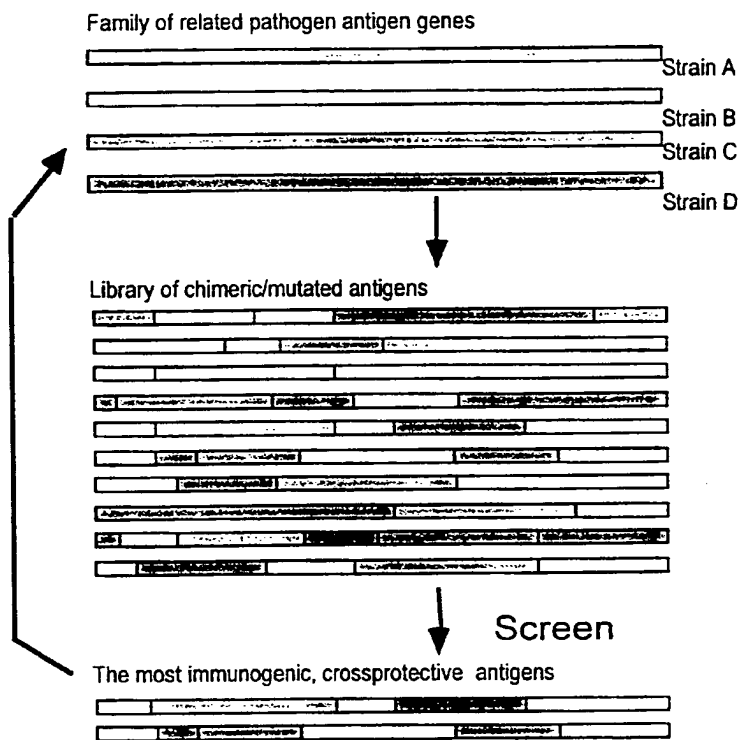 Family of related pathogen antigen genes
Strain A
Strain B
Strain C
Strain D
Library of chimeric/mutated antigens
Screen
The most immunogenic, crossprotective antigens